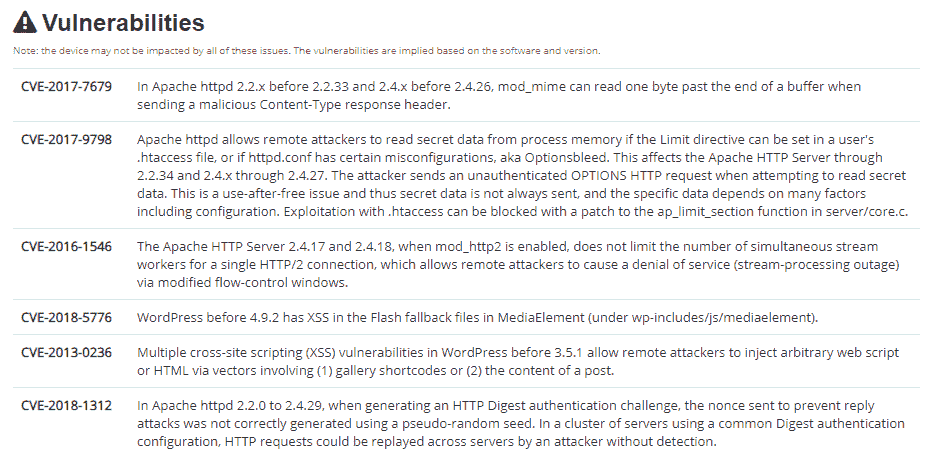 Vulnerabilities
Note: the device may not be impacted by all of these issues. The vulnerabilities are implied based on the software and version.
CVE-2017-7679 In Apache httpd 2.2.x before 2.2.33 and 2.4.x before 2.4.26, mod_mime can read one byte past the end of a buffer when
sending a malicious Content-Type response header.
CVE-2017-9798 Apache httpd allows remote attackers to read secret data from process memory if the Limit directive can be set in a user's
.htaccess file, or if httpd.conf has certain misconfigurations, aka Optionsbleed. This affects the Apache HTTP Server through
2.2.34 and 2.4.x through 2.4.27. The attacker sends an unauthenticated OPTIONS HTTP request when attempting to read secret
data. This is a use-after-free issue and thus secret data is not always sent, and the specific data depends on many factors
including configuration. Exploitation with .htaccess can be blocked with a patch to the ap_limit_section function in server/core.c.
CVE-2016-1546 The Apache HTTP Server 2.4.17 and 2.4.18, when mod_http2 is enabled, does not limit the number of simultaneous stream
workers for a single HTTP/2 connection, which allows remote attackers to cause a denial of service (stream-processing outage)
via modified flow-control windows.
CVE-2018-5776 WordPress before 4.9.2 has XSS in the Flash fallback files in MediaElement (under wp-includes/js/mediaelement).
CVE-2013-0236 Multiple cross-site scripting (XSS) vulnerabilities in WordPress before 3.5.1 allow remote attackers to inject arbitrary web script
or HTML via vectors involving (1) gallery shortcodes or (2) the content of a post.
CVE-2018-1312 In Apache httpd 2.2.0 to 2.4.29, when generating an HTTP Digest authentication challenge, the nonce sent to prevent reply
attacks was not correctly generated using a pseudo-random seed. In a cluster of servers using a common Digest authentication
configuration, HTTP requests could be replayed across servers by an attacker without detection.